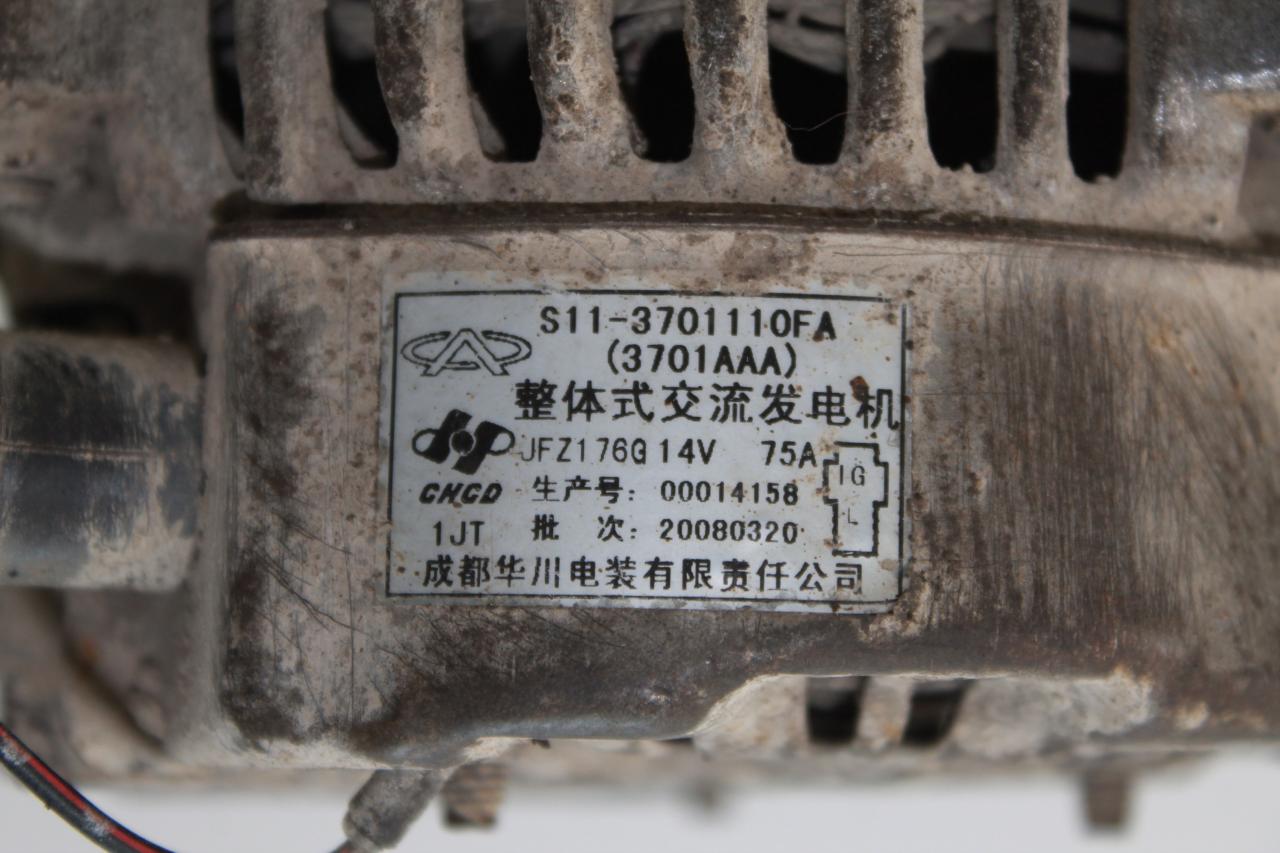 S11-3701110FA
(3701AAA)
整体式交流发电机
JFZ176G 14V 75A
IG
CHCD 生产号: 00014158
L
1JT 批 次: 20080320
成都华川电装有限责任公司